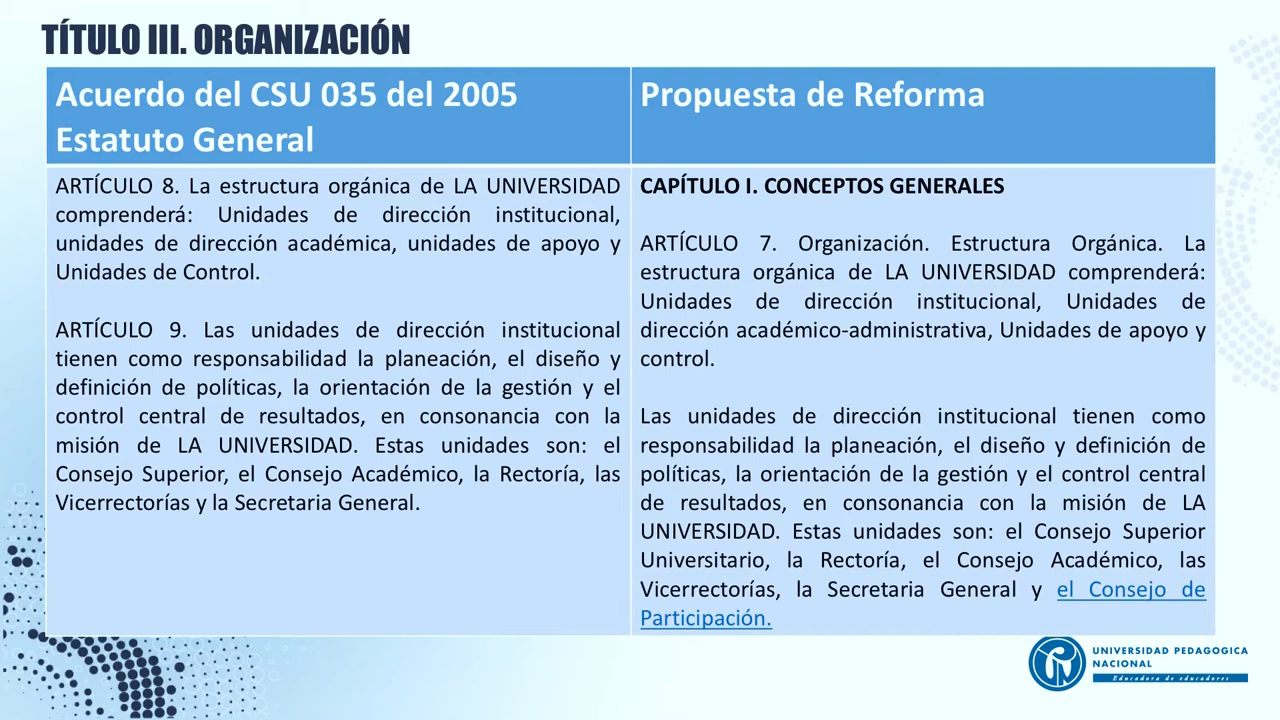 TÍTULO III. ORGANIZACIÓN
Acuerdo del CSU 035 del 2005
Estatuto General
ARTÍCULO 8. La estructura orgánica de LA UNIVERSIDAD
comprenderá: Unidades de dirección institucional,
unidades de dirección académica, unidades de apoyo y
Unidades de Control.
ARTÍCULO 9. Las unidades de dirección institucional
tienen como responsabilidad la planeación, el diseño y
definición de políticas, la orientación de la gestión y el
control central de resultados, en consonancia con la
misión de LA UNIVERSIDAD. Estas unidades son: el
Consejo Superior, el Consejo Académico, la Rectoría, las
Vicerrectorías y la Secretaria General.
Propuesta de Reforma
CAPÍTULO I. CONCEPTOS GENERALES
ARTÍCULO 7. Organización. Estructura Orgánica. La
estructura orgánica de LA UNIVERSIDAD comprenderá:
Unidades de dirección institucional, Unidades de
dirección académico-administrativa, Unidades de apoyo y
control.
Las unidades de dirección institucional tienen como
responsabilidad la planeación, el diseño y definición de
políticas, la orientación de la gestión y el control central
de resultados, en consonancia con la misión de LA
UNIVERSIDAD. Estas unidades son: el Consejo Superior
Universitario, la Rectoría, el Consejo Académico, las
Vicerrectorías, la Secretaria General y el Consejo de
Participación.
UNIVERSIDAD PEDAGOGICA
NACIONAL
Educadora de educadores